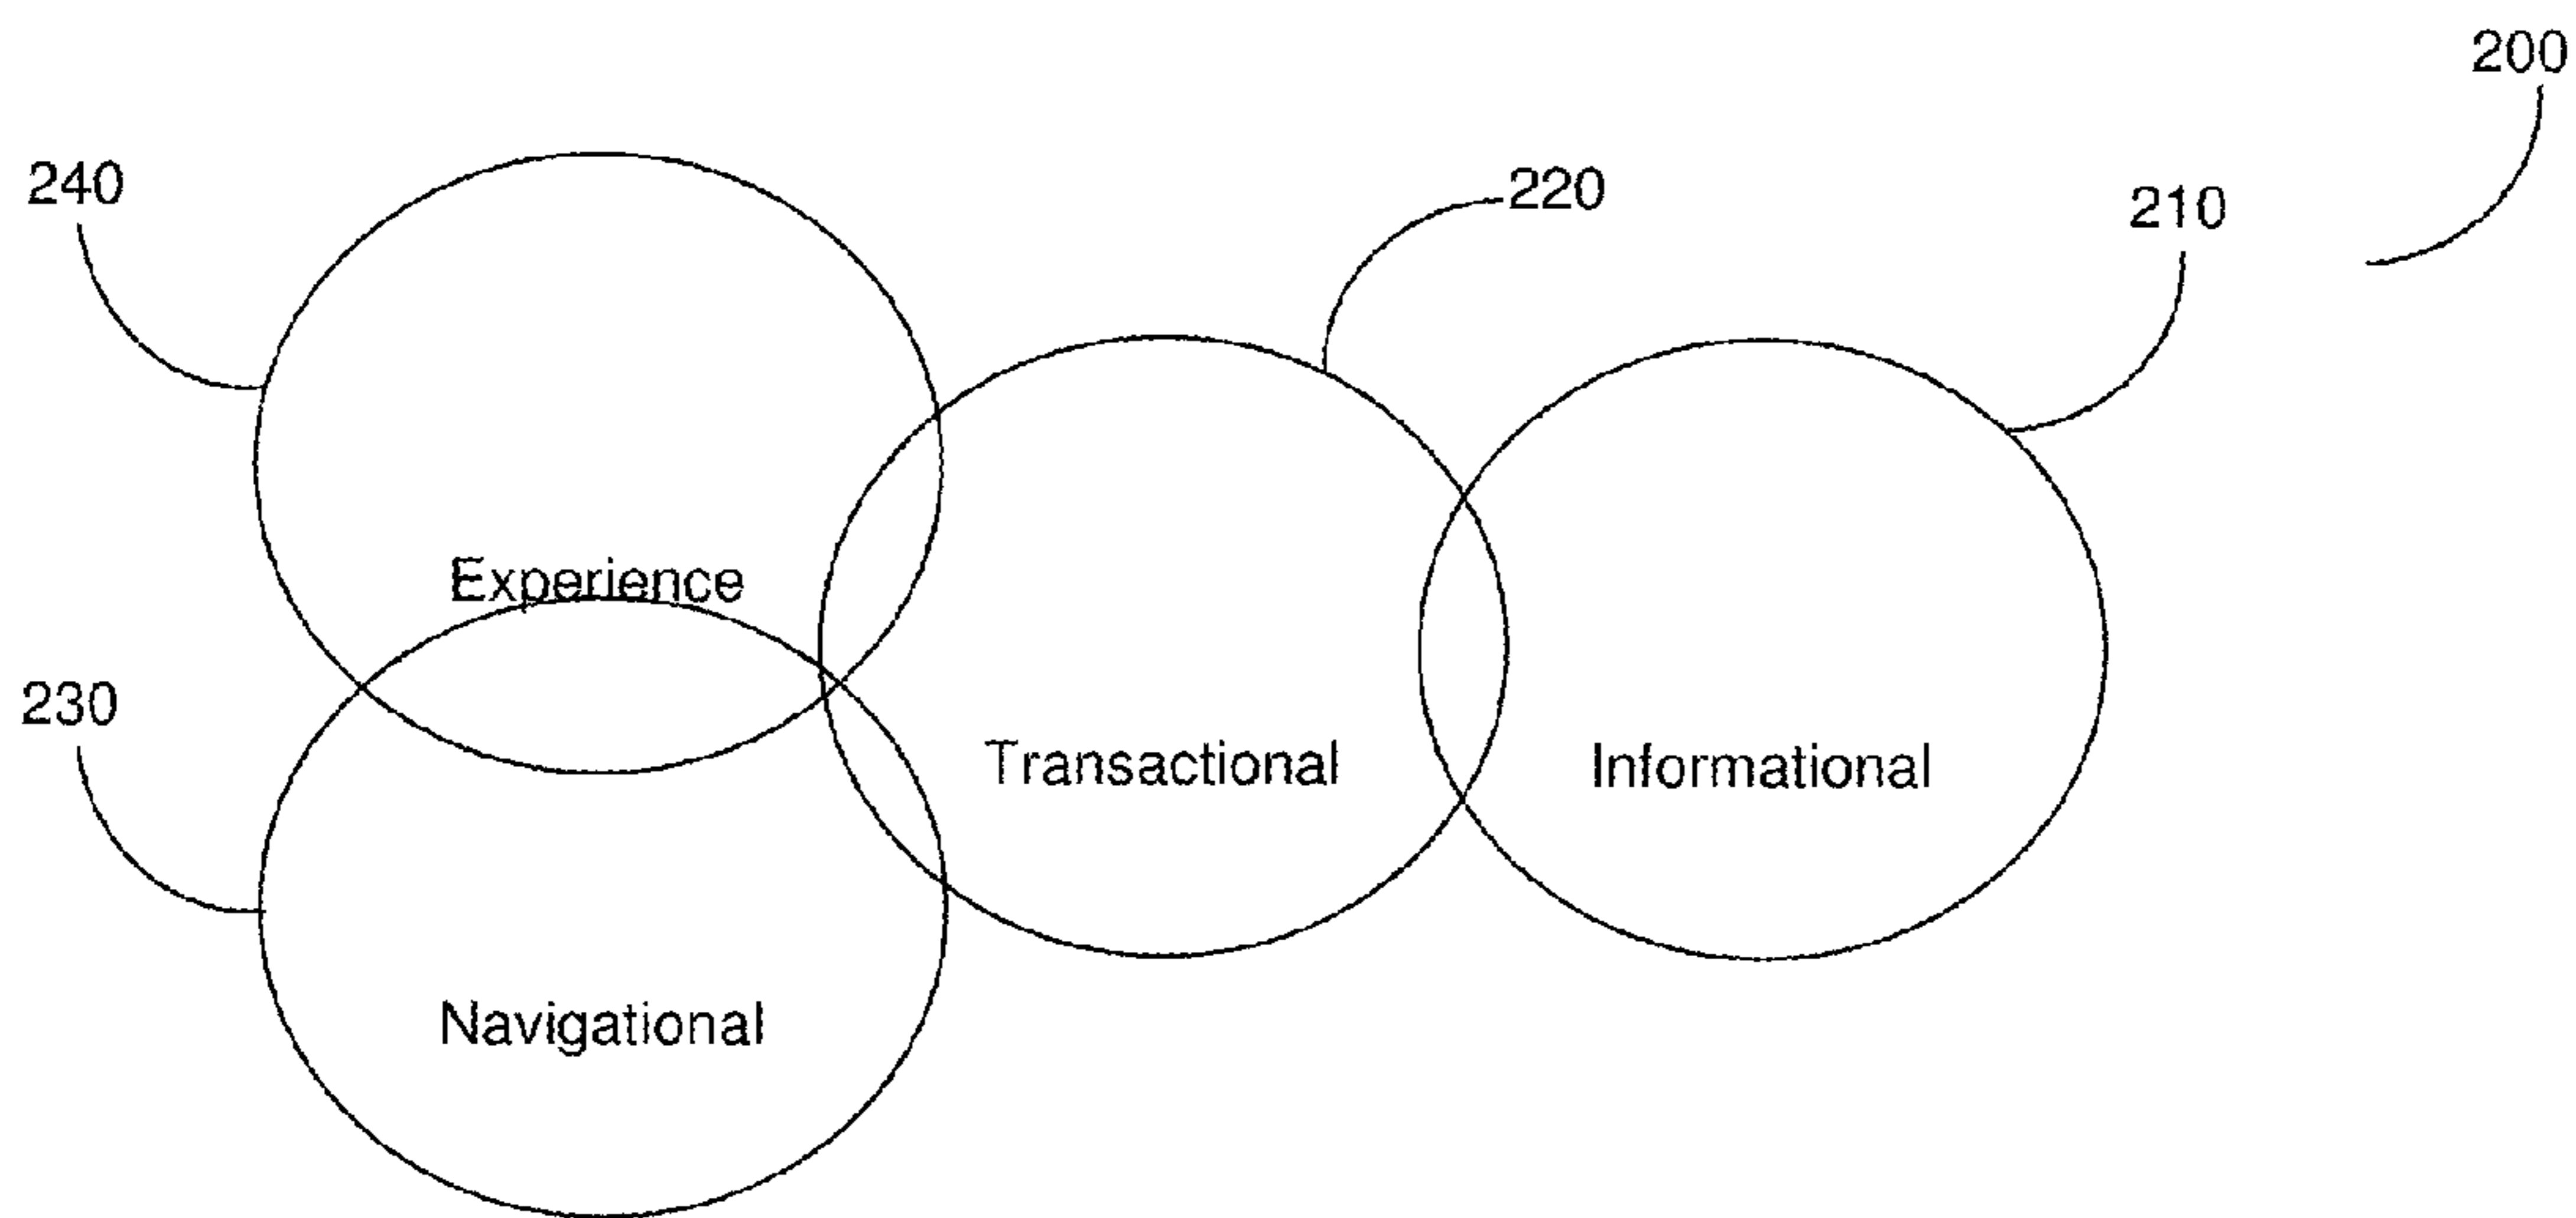 200
240
220
210
Experience
230
Transactional
Informational
Navigational